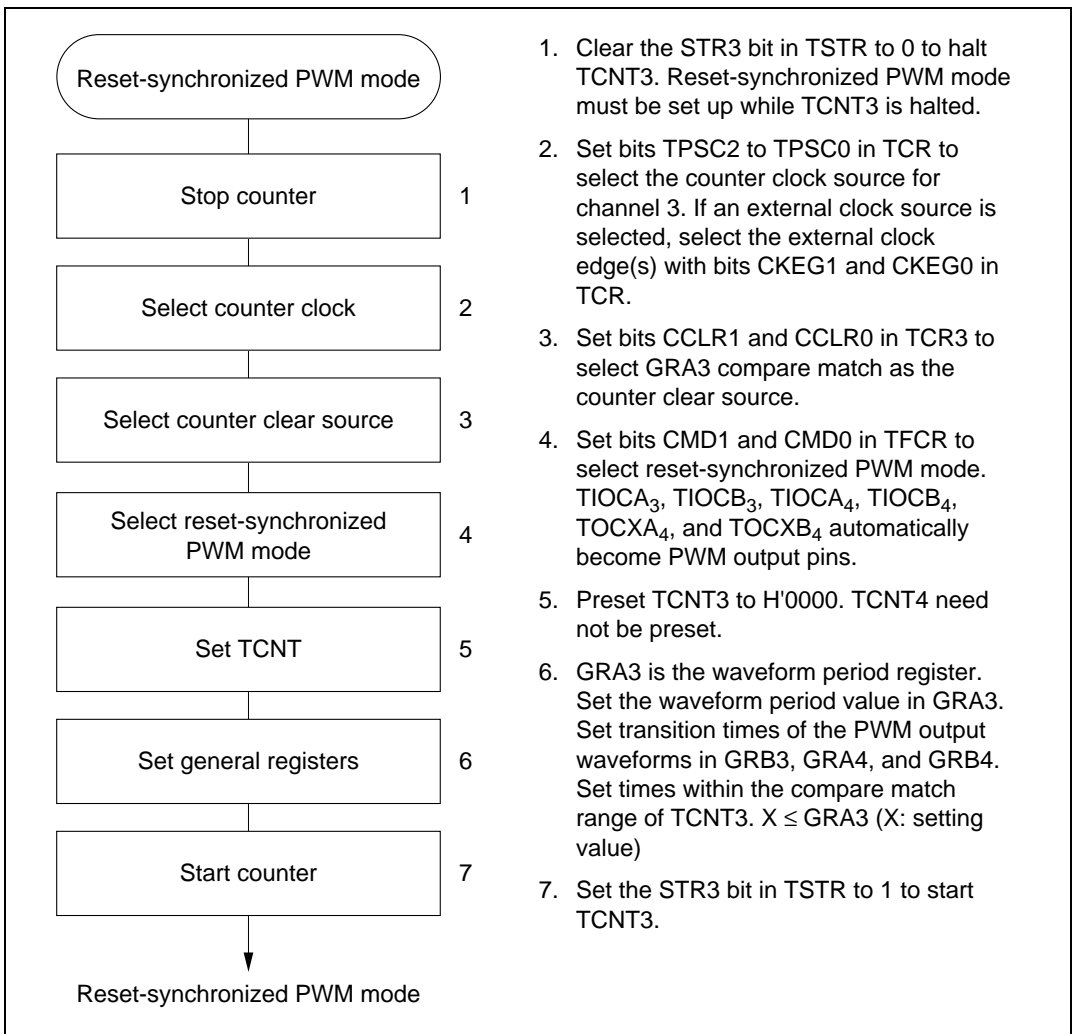 Reset-synchronized PWM mode
Stop counter
1
Select counter clock
2
Select counter clear source
3
Select reset-synchronized
PWM mode
4
Set TCNT
5
Set general registers
6
Start counter
7
Reset-synchronized PWM mode
1. Clear the STR3 bit in TSTR to 0 to halt
TCNT3. Reset-synchronized PWM mode
must be set up while TCNT3 is halted.
2. Set bits TPSC2 to TPSC0 in TCR to
select the counter clock source for
channel 3. If an external clock source is
selected, select the external clock
edge(s) with bits CKEG1 and CKEG0 in
TCR.
3. Set bits CCLR1 and CCLR0 in TCR3 to
select GRA3 compare match as the
counter clear source.
4. Set bits CMD1 and CMD0 in TFCR to
select reset-synchronized PWM mode.
TIOCA₃, TIOCB₃, TIOCA₄, TIOCB₄,
TOCXA₄, and TOCXB₄ automatically
become PWM output pins.
5. Preset TCNT3 to H'0000. TCNT4 need
not be preset.
6. GRA3 is the waveform period register.
Set the waveform period value in GRA3.
Set transition times of the PWM output
waveforms in GRB3, GRA4, and GRB4.
Set times within the compare match
range of TCNT3. X ≤ GRA3 (X: setting
value)
7. Set the STR3 bit in TSTR to 1 to start
TCNT3.